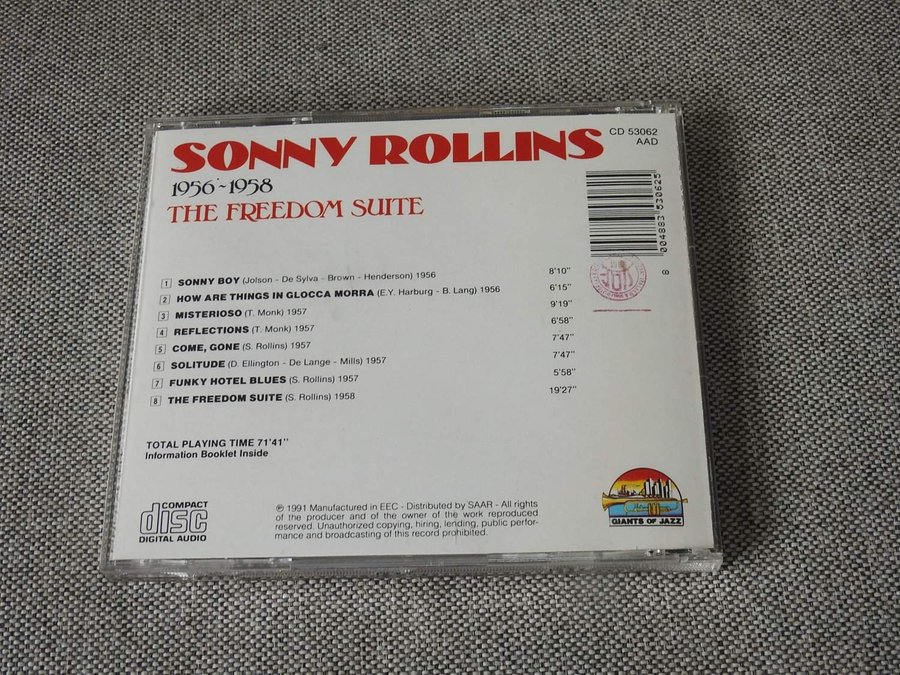 SONNY ROLLINS
CD 53062
AAD
1956~1958
THE FREEDOM SUITE
004883 530625
8
1 SONNY BOY (Jolson - De Sylva - Brown - Henderson) 1956 8'10"
2 HOW ARE THINGS IN GLOCCA MORRA (E.Y. Harburg - B. Lang) 1956 6'15"
3 MISTERIOSO (T. Monk) 1957 9'19"
4 REFLECTIONS (T. Monk) 1957 6'58"
5 COME, GONE (S. Rollins) 1957 7'47"
6 SOLITUDE (D. Ellington - De Lange - Mills) 1957 7'47"
7 FUNKY HOTEL BLUES (S. Rollins) 1957 5'58"
8 THE FREEDOM SUITE (S. Rollins) 1958 19'27"
TOTAL PLAYING TIME 71'41"
Information Booklet Inside
COMPACT
disc
DIGITAL AUDIO
℗ 1991 Manufactured in EEC - Distributed by SAAR - All rights
of the producer and of the owner of the work reproduced
reserved. Unauthorized copying, hiring, lending, public perfor-
mance and broadcasting of this record prohibited.
GIANTS OF JAZZ